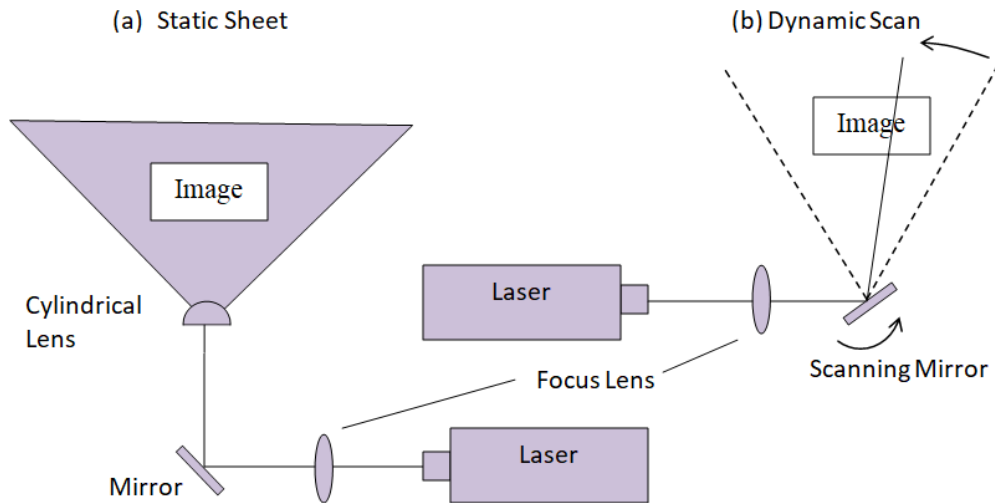 (a) Static Sheet
(b) Dynamic Scan
Image
Image
Cylindrical
Lens
Laser
Focus Lens
Scanning Mirror
Mirror
Laser